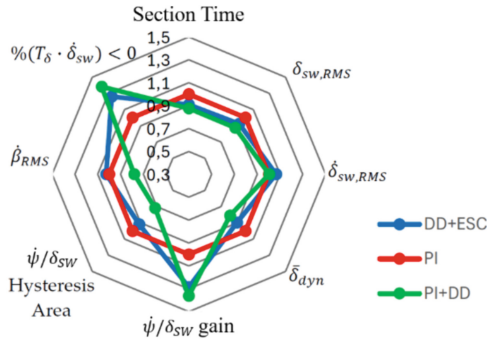 Section Time
1,5
%(T_δ · δ̇_sw) < 0
1,3
δ_sw,RMS
1,1
0,9
0,7
0,5
β̇_RMS
0,3
δ̇_sw,RMS
DD+ESC
ψ̇/δ_SW
Hysteresis
Area
δ̄_dyn
PI
PI+DD
ψ̇/δ_SW gain